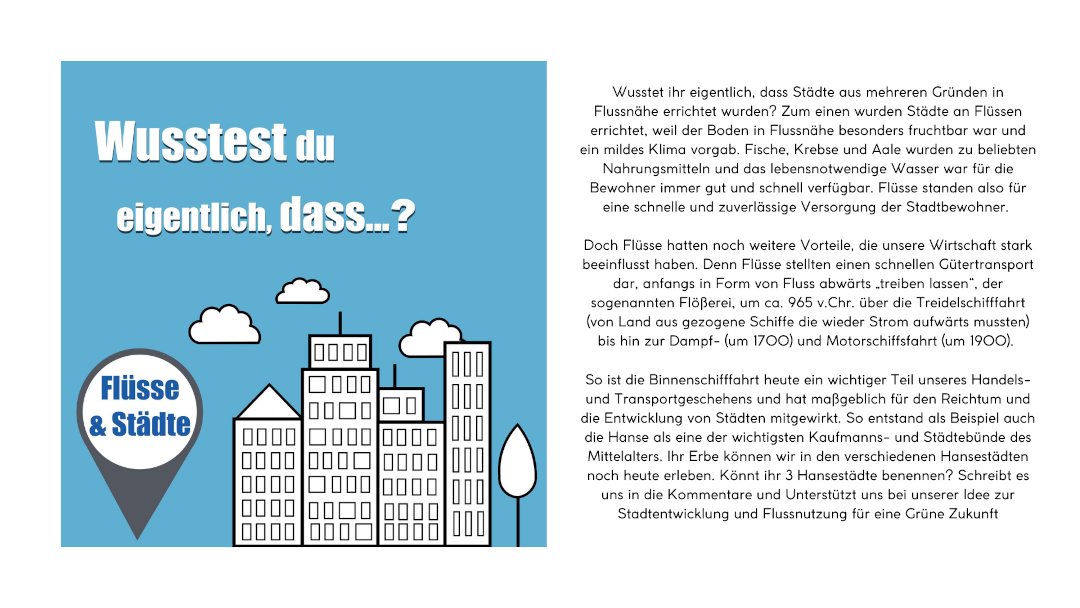 Wusstest du
eigentlich, dass...?
Flüsse
& Städte
Wusstet ihr eigentlich, dass Städte aus mehreren Gründen in
Flussnähe errichtet wurden? Zum einen wurden Städte an Flüssen
errichtet, weil der Boden in Flussnähe besonders fruchtbar war und
ein mildes Klima vorgab. Fische, Krebse und Aale wurden zu beliebten
Nahrungsmitteln und das lebensnotwendige Wasser war für die
Bewohner immer gut und schnell verfügbar. Flüsse standen also für
eine schnelle und zuverlässige Versorgung der Stadtbewohner.
Doch Flüsse hatten noch weitere Vorteile, die unsere Wirtschaft stark
beeinflusst haben. Denn Flüsse stellten einen schnellen Gütertransport
dar, anfangs in Form von Fluss abwärts „treiben lassen“, der
sogenannten Flößerei, um ca. 965 v.Chr. über die Treidelschifffahrt
(von Land aus gezogene Schiffe die wieder Strom aufwärts mussten)
bis hin zur Dampf- (um 1700) und Motorschiffsfahrt (um 1900).
So ist die Binnenschifffahrt heute ein wichtiger Teil unseres Handels-
und Transportgeschehens und hat maßgeblich für den Reichtum und
die Entwicklung von Städten mitgewirkt. So entstand als Beispiel auch
die Hanse als eine der wichtigsten Kaufmanns- und Städtebünde des
Mittelalters. Ihr Erbe können wir in den verschiedenen Hansestädten
noch heute erleben. Könnt ihr 3 Hansestädte benennen? Schreibt es
uns in die Kommentare und Unterstützt uns bei unserer Idee zur
Stadtentwicklung und Flussnutzung für eine Grüne Zukunft